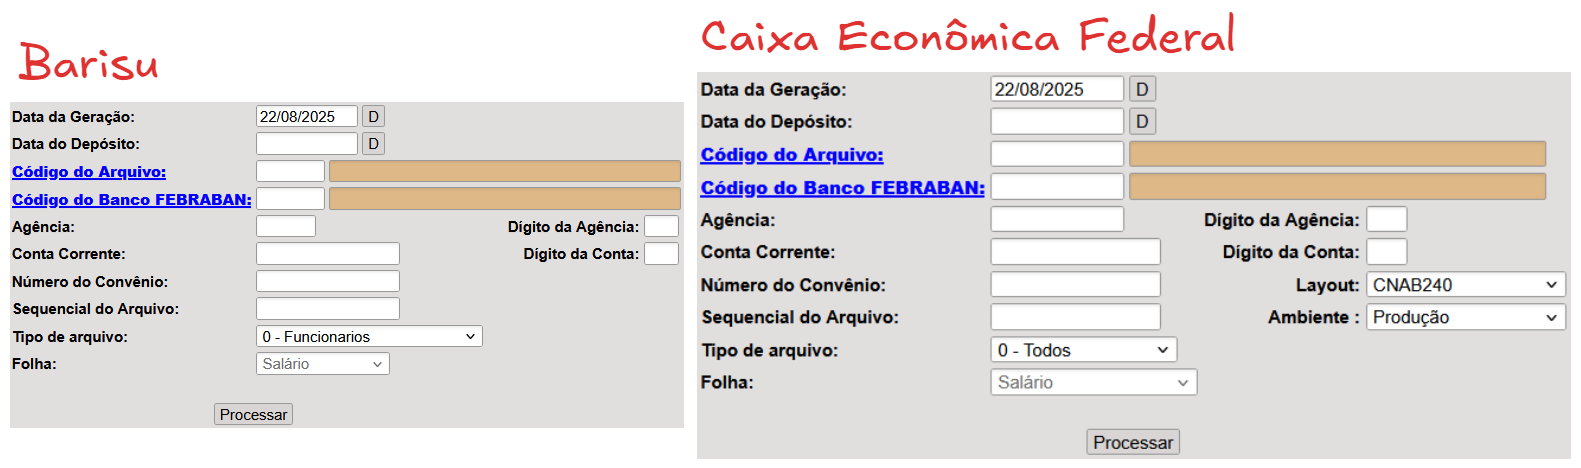 Barisu
Data da Geração: 22/08/2025 D
Data do Depósito: D
Código do Arquivo:
Código do Banco FEBRABAN:
Agência: Dígito da Agência:
Conta Corrente: Dígito da Conta:
Número do Convênio:
Sequencial do Arquivo:
Tipo de arquivo: 0 - Funcionarios
Folha: Salário
Processar
Caixa Econômica Federal
Data da Geração: 22/08/2025 D
Data do Depósito: D
Código do Arquivo:
Código do Banco FEBRABAN:
Agência: Dígito da Agência:
Conta Corrente: Dígito da Conta:
Número do Convênio: Layout: CNAB240
Sequencial do Arquivo: Ambiente : Produção
Tipo de arquivo: 0 - Todos
Folha: Salário
Processar